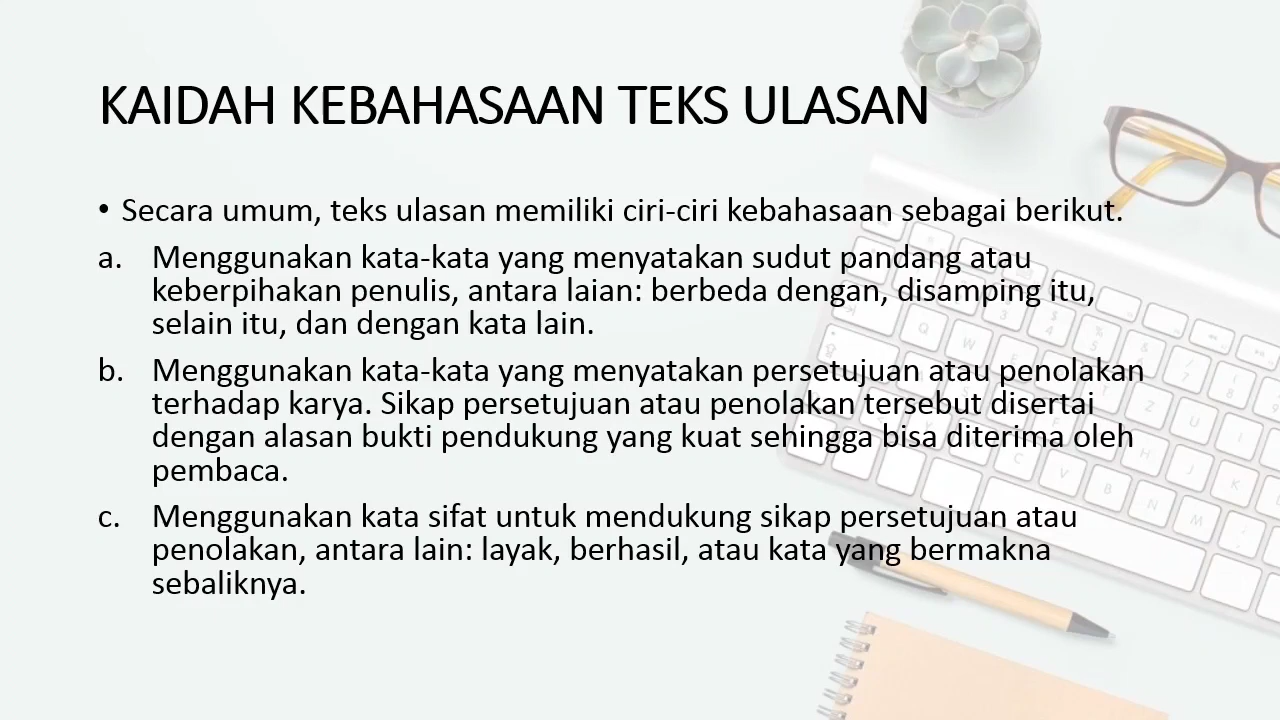 KAIDAH KEBAHASAAN TEKS ULASAN
• Secara umum, teks ulasan memiliki ciri-ciri kebahasaan sebagai berikut.
a. Menggunakan kata-kata yang menyatakan sudut pandang atau
keberpihakan penulis, antara laian: berbeda dengan, disamping itu,
selain itu, dan dengan kata lain.
b. Menggunakan kata-kata yang menyatakan persetujuan atau penolakan
terhadap karya. Sikap persetujuan atau penolakan tersebut disertai
dengan alasan bukti pendukung yang kuat sehingga bisa diterima oleh
pembaca.
c. Menggunakan kata sifat untuk mendukung sikap persetujuan atau
penolakan, antara lain: layak, berhasil, atau kata yang bermakna
sebaliknya.